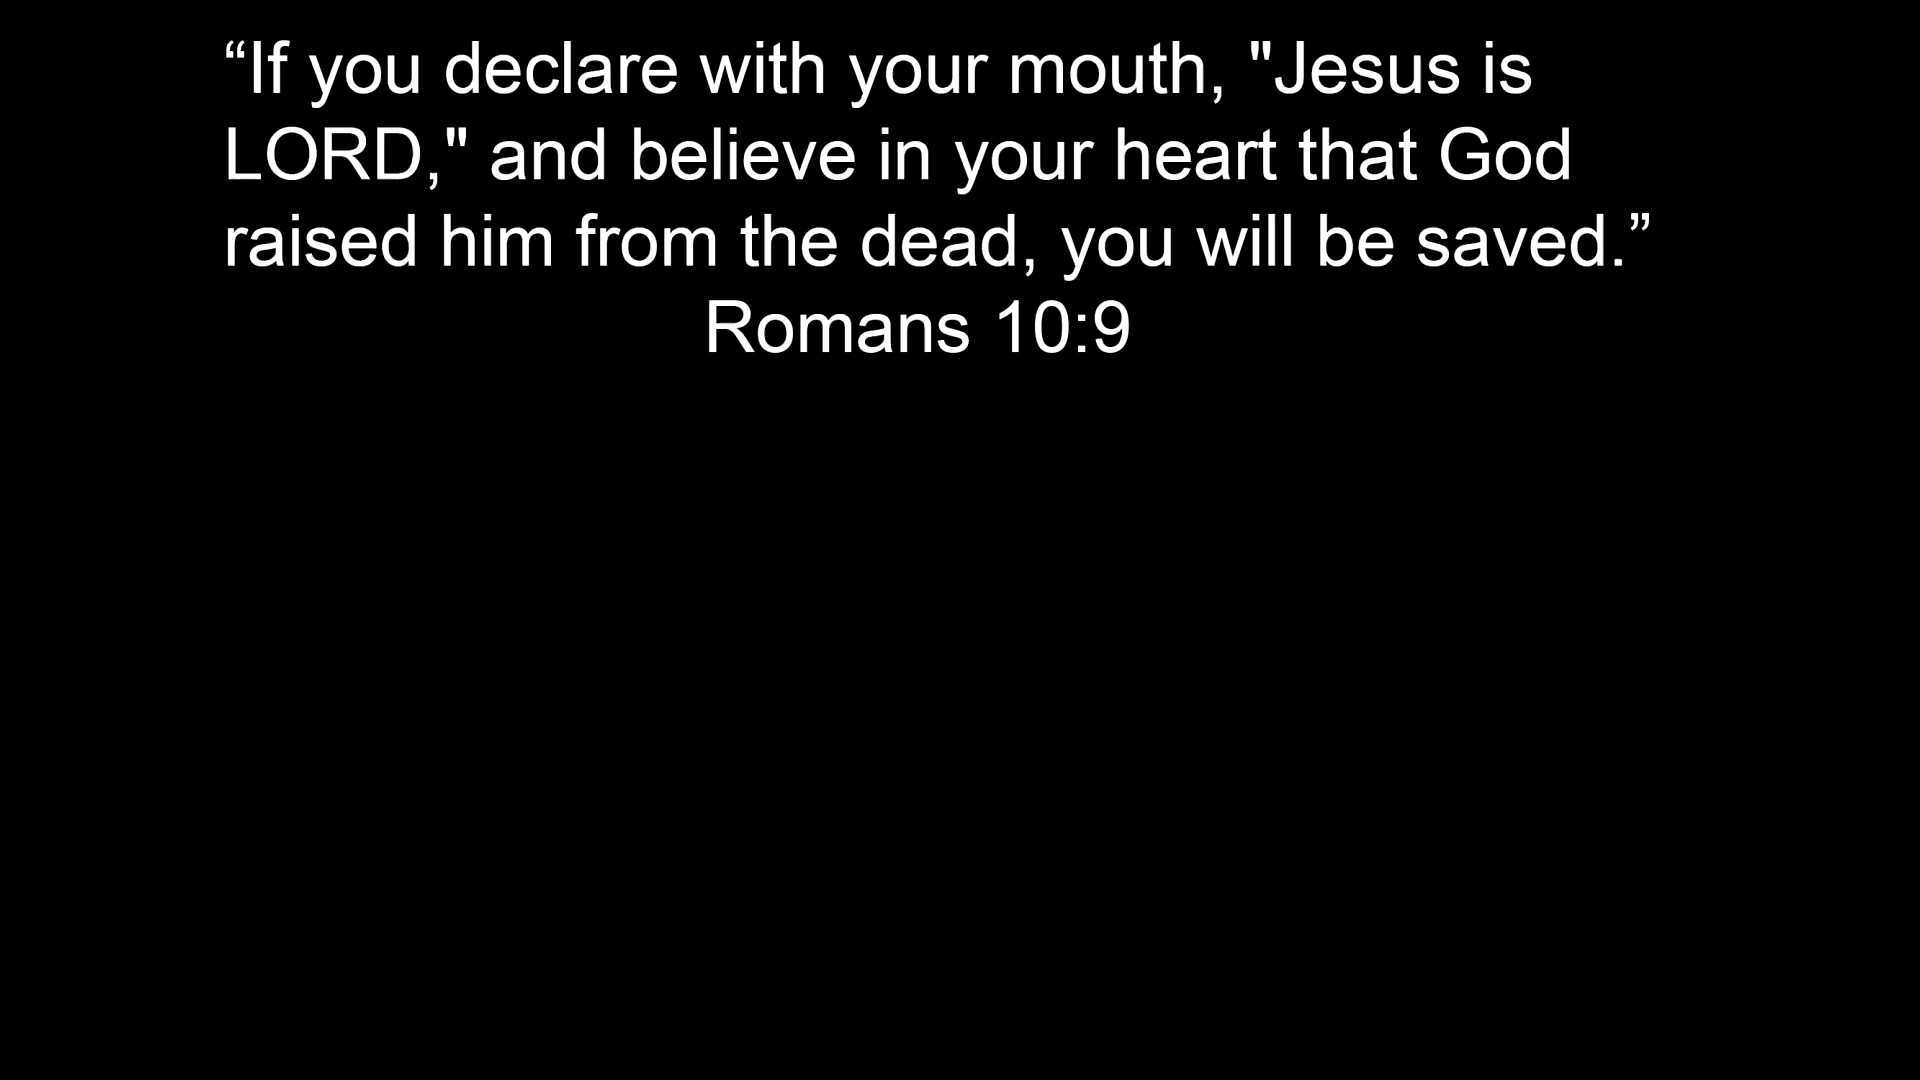 “If you declare with your mouth, "Jesus is
LORD," and believe in your heart that God
raised him from the dead, you will be saved.”
Romans 10:9